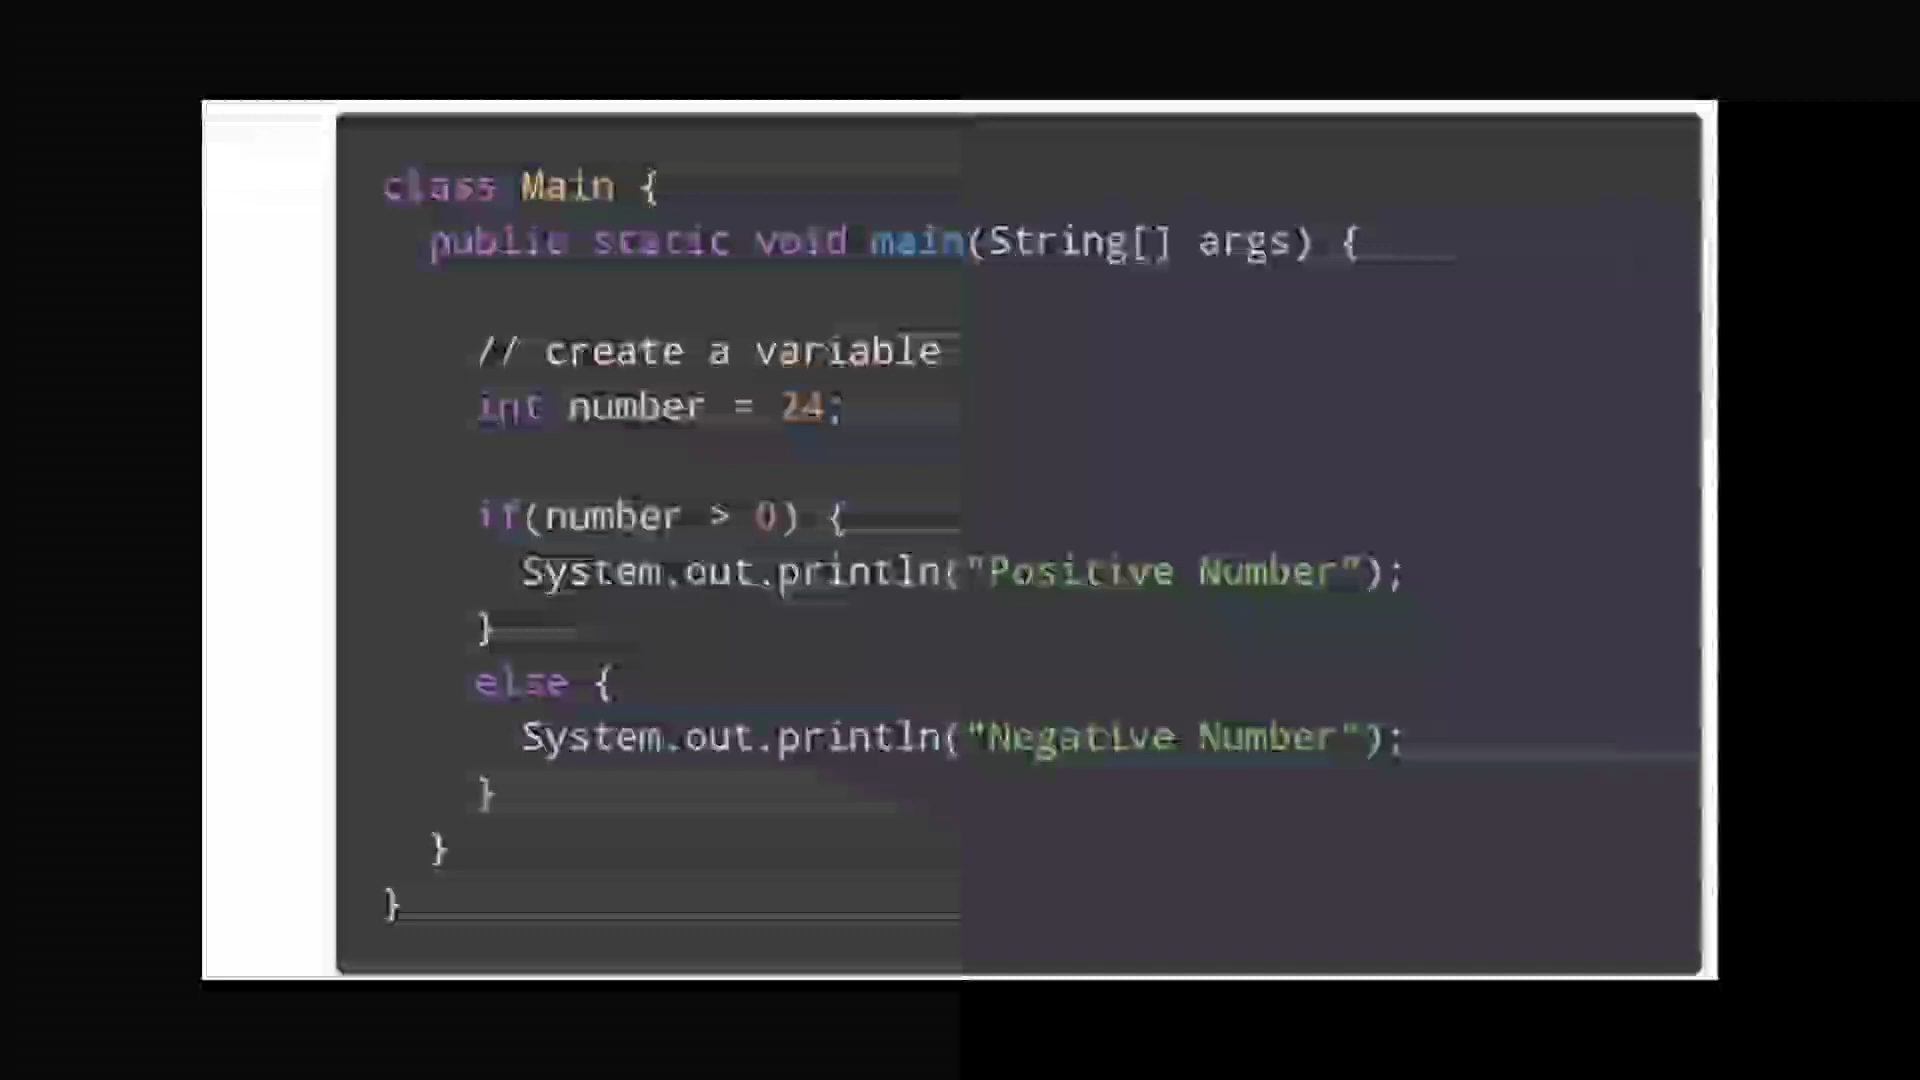 class Main {
public static void main(String[] args) {
// create a variable
int number = 24;
if(number > 0) {
System.out.println("Positive Number");
}
else {
System.out.println("Negative Number");
}
}
}